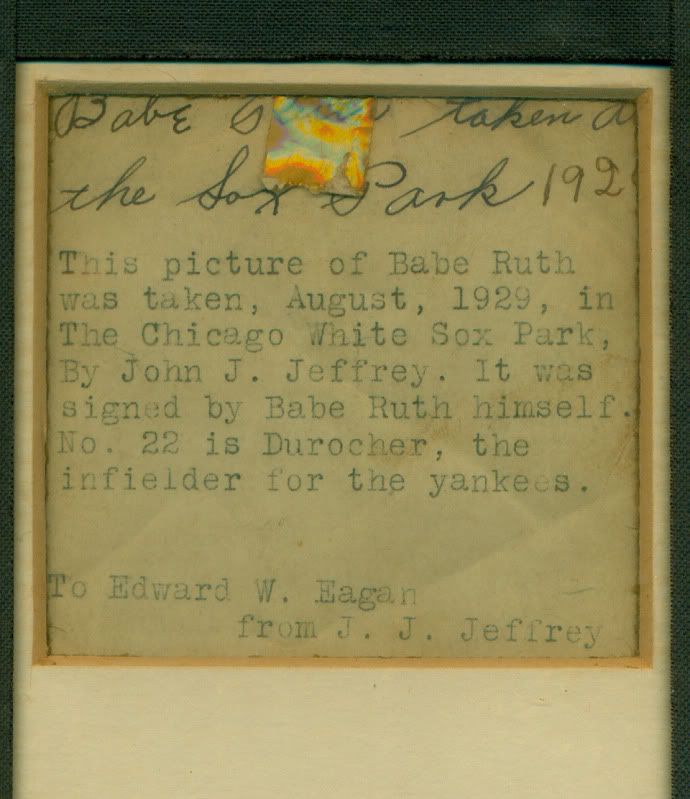 Babe taken
the Sox Park 192
This picture of Babe Ruth
was taken, August, 1929, in
The Chicago White Sox Park,
By John J. Jeffrey. It was
signed by Babe Ruth himself.
No. 22 is Durocher, the
infielder for the yankees.
To Edward W. Eagan
from J. J. Jeffrey